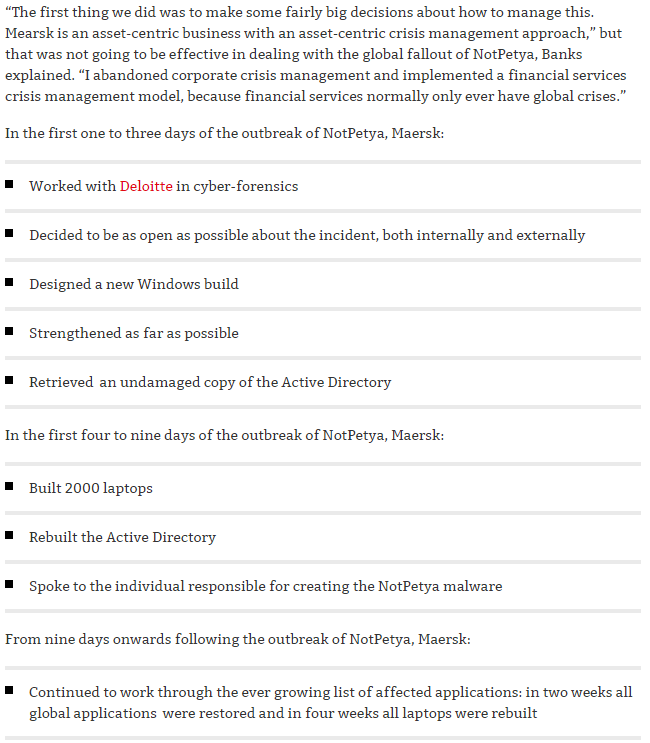 “The first thing we did was to make some fairly big decisions about how to manage this.
Mearsk is an asset-centric business with an asset-centric crisis management approach,” but
that was not going to be effective in dealing with the global fallout of NotPetya, Banks
explained. “I abandoned corporate crisis management and implemented a financial services
crisis management model, because financial services normally only ever have global crises.”
In the first one to three days of the outbreak of NotPetya, Maersk:
Worked with Deloitte in cyber-forensics
Decided to be as open as possible about the incident, both internally and externally
Designed a new Windows build
Strengthened as far as possible
Retrieved an undamaged copy of the Active Directory
In the first four to nine days of the outbreak of NotPetya, Maersk:
Built 2000 laptops
Rebuilt the Active Directory
Spoke to the individual responsible for creating the NotPetya malware
From nine days onwards following the outbreak of NotPetya, Maersk:
Continued to work through the ever growing list of affected applications: in two weeks all
global applications were restored and in four weeks all laptops were rebuilt